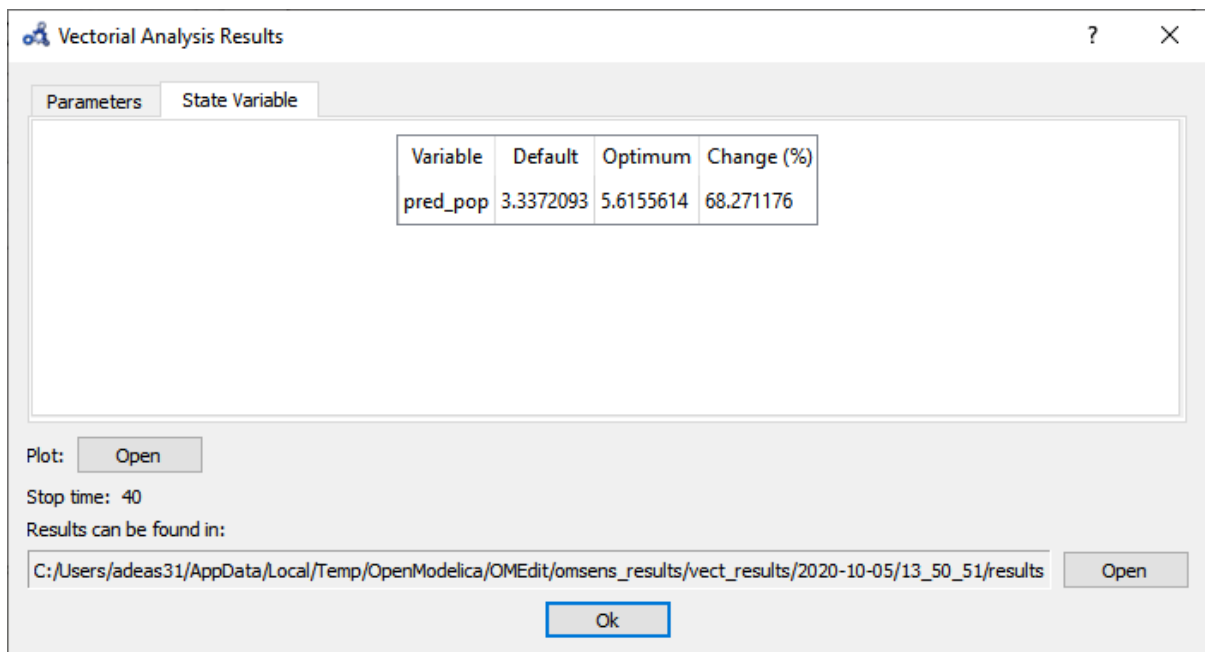 Vectorial Analysis Results
?
Parameters State Variable
Variable Default Optimum Change (%)
pred_pop 3.3372093 5.6155614 68.271176
Plot: Open
Stop time: 40
Results can be found in:
C:/Users/adeas31/AppData/Local/Temp/OpenModelica/OMEdit/omsens_results/vect_results/2020-10-05/13_50_51/results Open
Ok